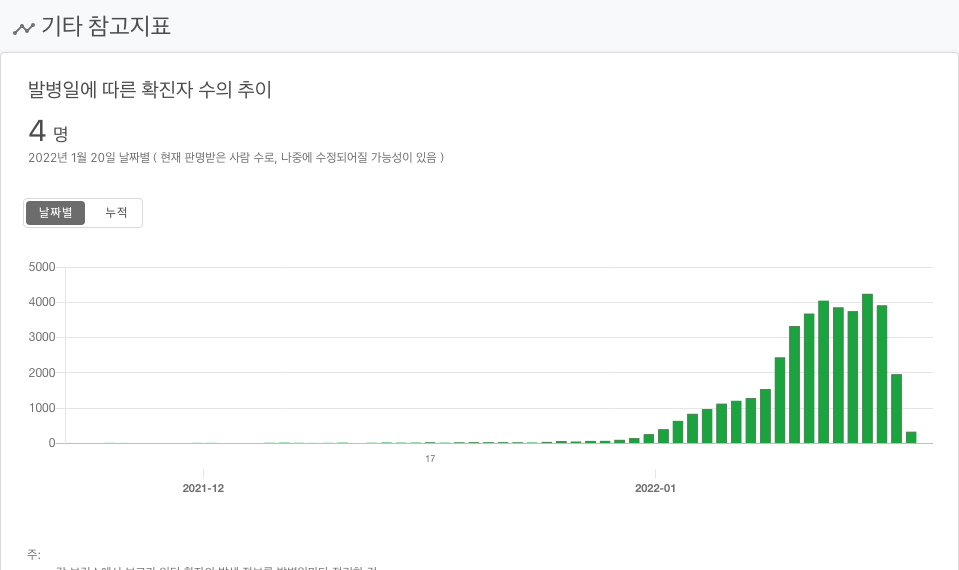 기타 참고지표
발병일에 따른 확진자 수의 추이
4 명
2022년 1월 20일 날짜별 ( 현재 판명받은 사람 수로, 나중에 수정되어질 가능성이 있음 )
날짜별 누적
5000
4000
3000
2000
1000
0
17
2021-12 2022-01
주: